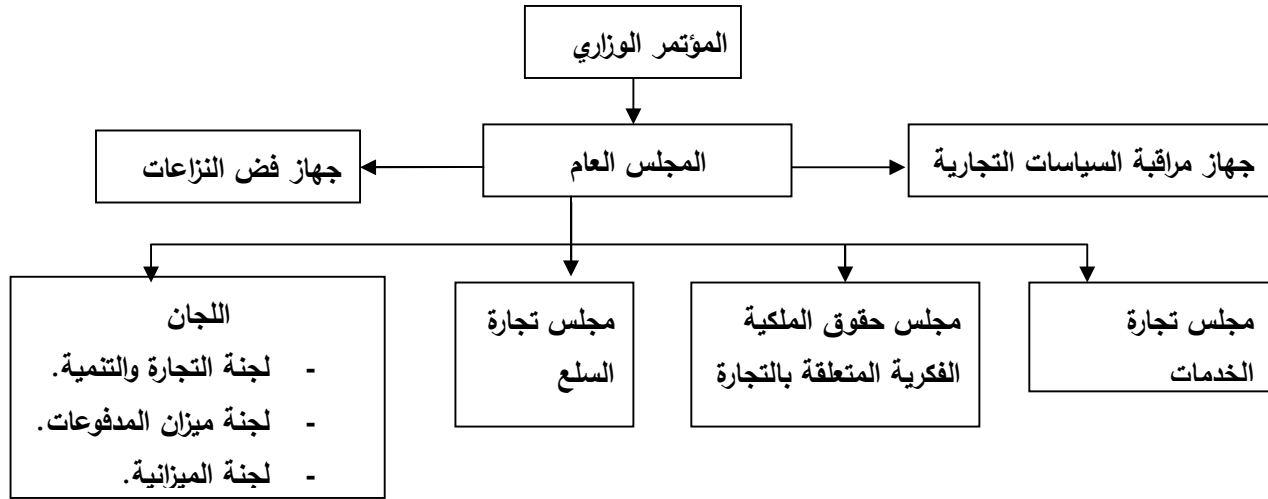 المؤتمر الوزاري
جهاز مراقبة السياسات التجارية
المجلس العام
جهاز فض النزاعات
مجلس تجارة
الخدمات
مجلس حقوق الملكية
الفكرية المتعلقة بالتجارة
مجلس تجارة
السلع
اللجان
- لجنة التجارة والتنمية.
- لجنة ميزان المدفوعات.
- لجنة الميزانية.